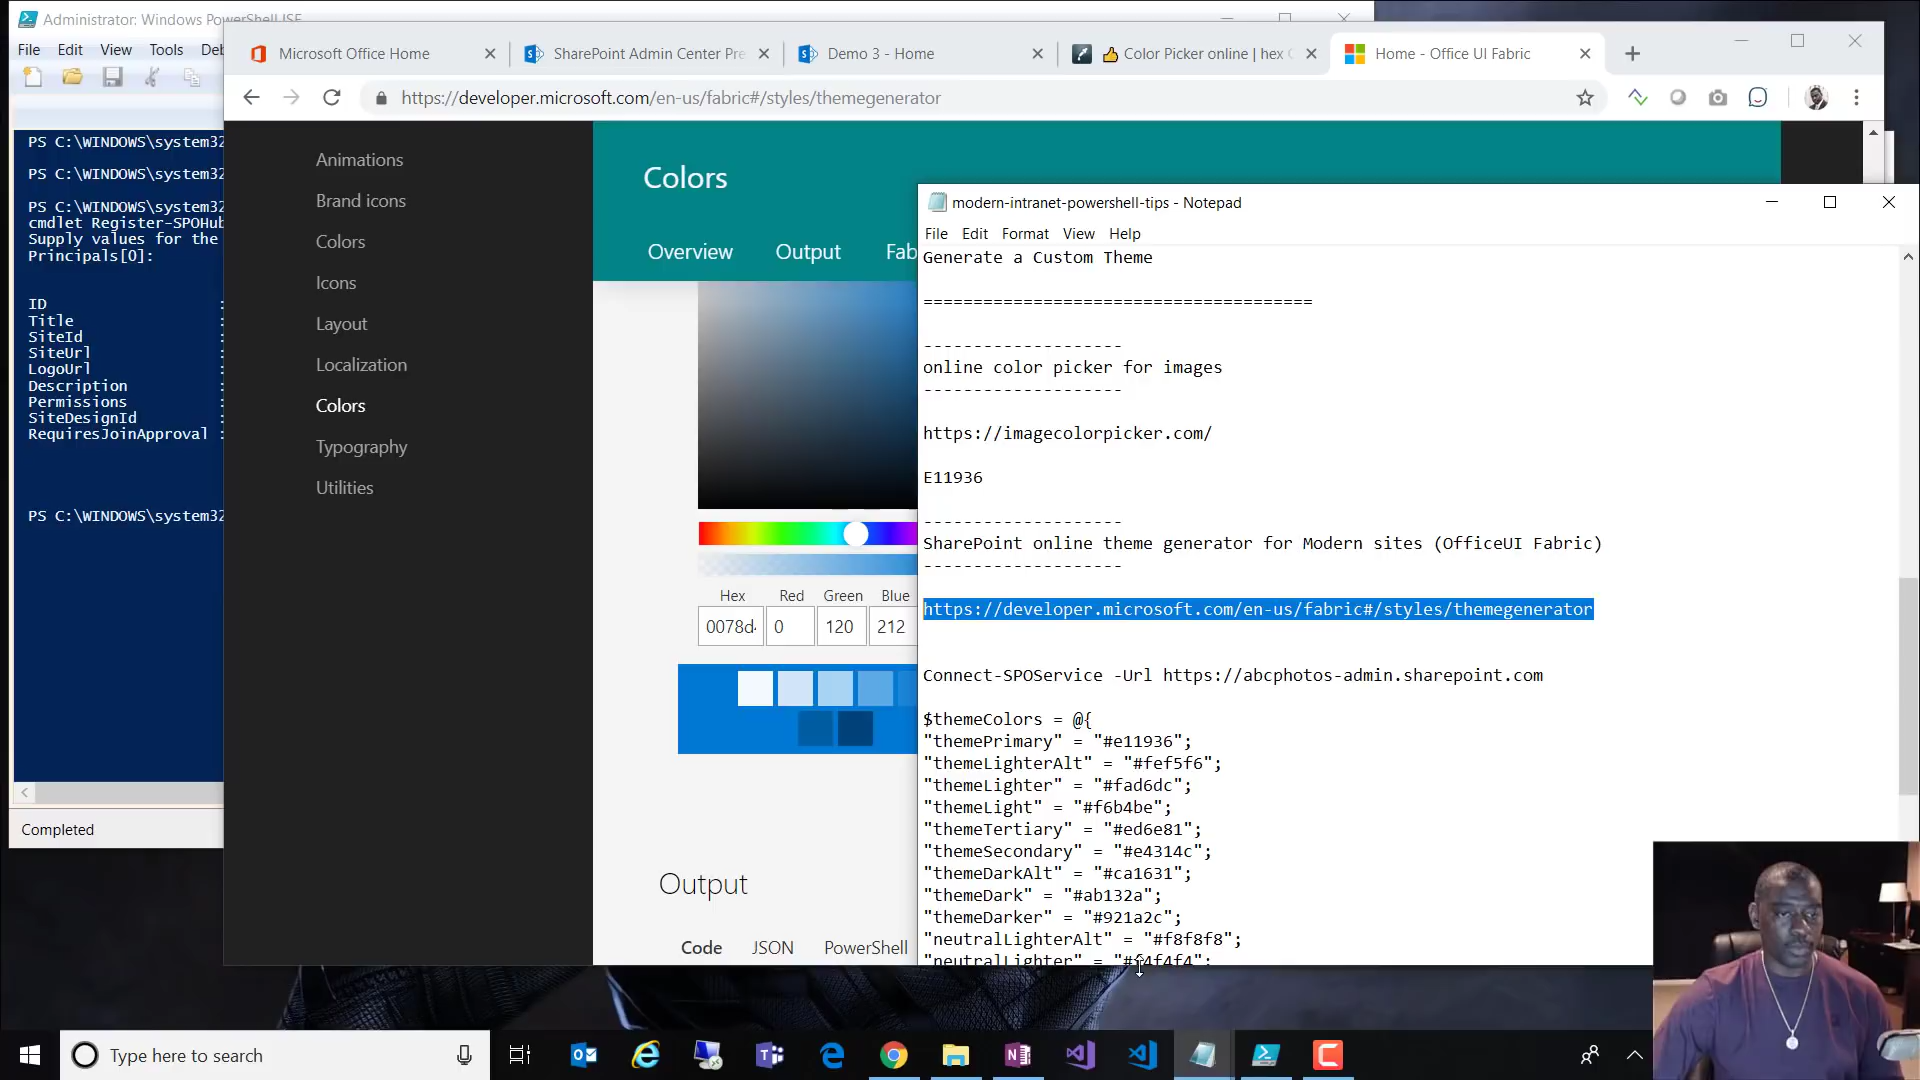 Administrator: Windows PowerShell ISE
File Edit View Tools Deb
PS C:\WINDOWS\system32
PS C:\WINDOWS\system32
PS C:\WINDOWS\system32
cmdlet Register-SPOHub
Supply values for the
Principals[0]:
ID :
Title :
SiteId :
SiteUrl :
LogoUrl :
Description :
Permissions :
SiteDesignId :
RequiresJoinApproval :
PS C:\WINDOWS\system32
Completed
Microsoft Office Home
SharePoint Admin Center Pre
Demo 3 - Home
Color Picker online | hex C
Home - Office UI Fabric
https://developer.microsoft.com/en-us/fabric#/styles/themegenerator
Animations
Brand icons
Colors
Icons
Layout
Localization
Colors
Typography
Utilities
Colors
Overview Output Fab
Hex Red Green Blue
0078d 0 120 212
Output
Code JSON PowerShell
modern-intranet-powershell-tips - Notepad
File Edit Format View Help
Generate a Custom Theme
=======================================
--------------------
online color picker for images
--------------------
https://imagecolorpicker.com/
E11936
--------------------
SharePoint online theme generator for Modern sites (OfficeUI Fabric)
--------------------
https://developer.microsoft.com/en-us/fabric#/styles/themegenerator
Connect-SPOService -Url https://abcphotos-admin.sharepoint.com
$themeColors = @{
"themePrimary" = "#e11936";
"themeLighterAlt" = "#fef5f6";
"themeLighter" = "#fad6dc";
"themeLight" = "#f6b4be";
"themeTertiary" = "#ed6e81";
"themeSecondary" = "#e4314c";
"themeDarkAlt" = "#ca1631";
"themeDark" = "#ab132a";
"themeDarker" = "#921a2c";
"neutralLighterAlt" = "#f8f8f8";
"neutralLighter" = "#f4f4f4";
Type here to search